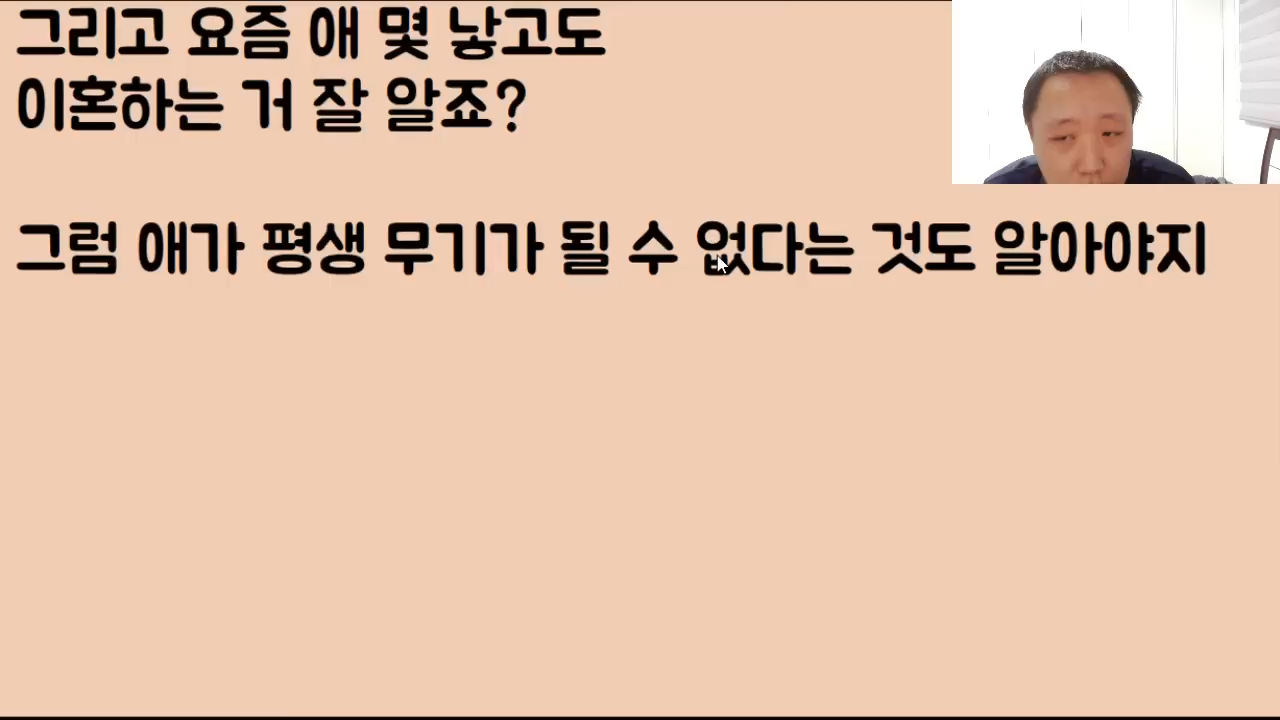 그리고 요즘 애 몇 낳고도
이혼하는 거 잘 알죠?
그럼 애가 평생 무기가 될 수 없다는 것도 알아야지